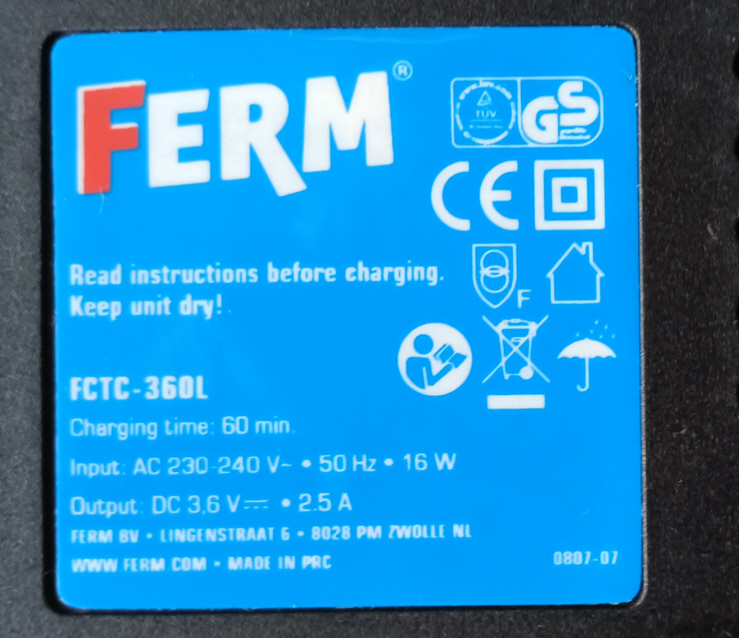 FERM®
TÜV
GS
CE
F
Read instructions before charging.
Keep unit dry!
FCTC-360L
Charging time: 60 min.
Input: AC 230-240 V~ • 50 Hz • 16 W
Output: DC 3,6 V⎓ • 2.5 A
FERM BV • LINGENSTRAAT 6 • 8028 PM ZWOLLE NL
WWW FERM COM • MADE IN PRC
0807-07